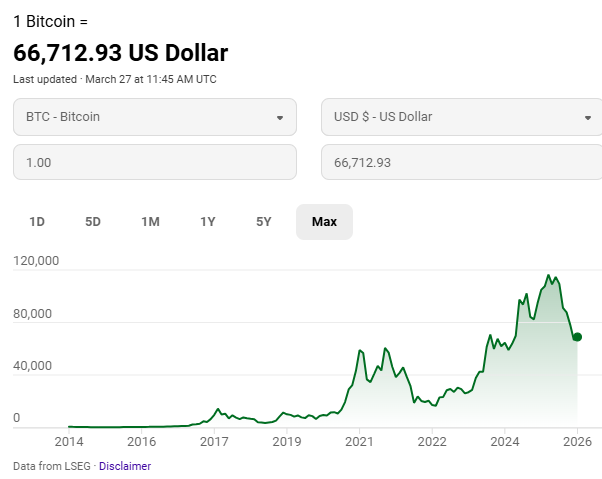 1 Bitcoin =
66,712.93 US Dollar
Last updated · March 27 at 11:45 AM UTC
BTC - Bitcoin
USD $ - US Dollar
1.00
66,712.93
1D 5D 1M 1Y 5Y Max
120,000
80,000
40,000
0
2014 2016 2017 2019 2021 2022 2024 2026
Data from LSEG · Disclaimer